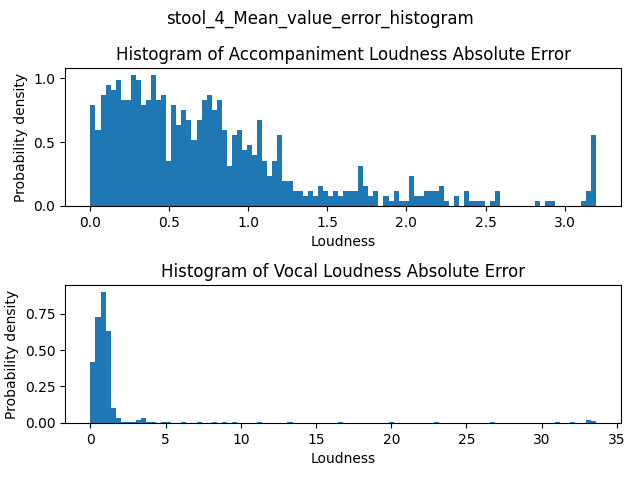 stool_4_Mean_value_error_histogram
Histogram of Accompaniment Loudness Absolute Error
Probability density
1.0
0.5
0.0
0.0 0.5 1.0 1.5 2.0 2.5 3.0
Loudness
Histogram of Vocal Loudness Absolute Error
Probability density
0.75
0.50
0.25
0.00
0 5 10 15 20 25 30 35
Loudness